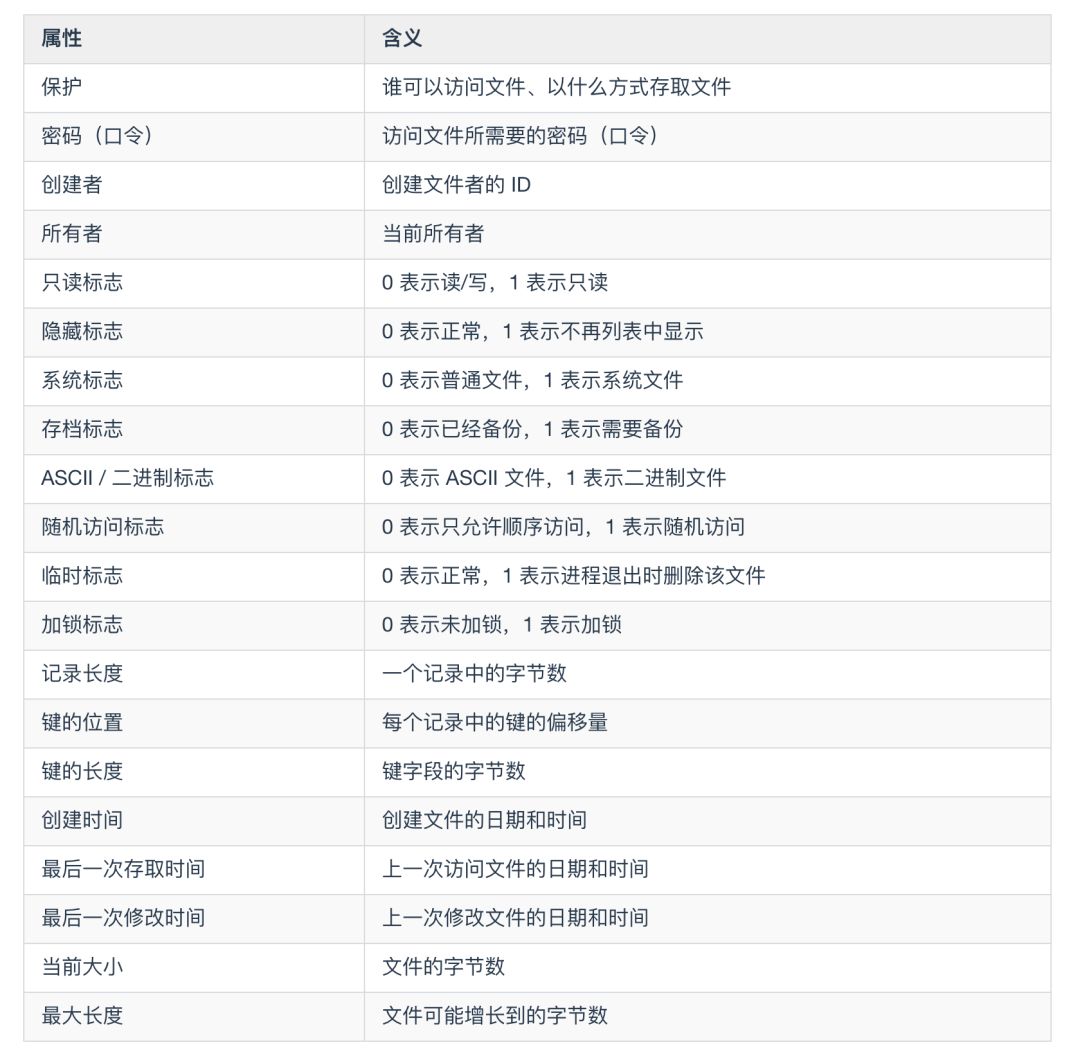 属性 含义
保护 谁可以访问文件、以什么方式存取文件
密码（口令） 访问文件所需要的密码（口令）
创建者 创建文件者的 ID
所有者 当前所有者
只读标志 0 表示读/写，1 表示只读
隐藏标志 0 表示正常，1 表示不再列表中显示
系统标志 0 表示普通文件，1 表示系统文件
存档标志 0 表示已经备份，1 表示需要备份
ASCII / 二进制标志 0 表示 ASCII 文件，1 表示二进制文件
随机访问标志 0 表示只允许顺序访问，1 表示随机访问
临时标志 0 表示正常，1 表示进程退出时删除该文件
加锁标志 0 表示未加锁，1 表示加锁
记录长度 一个记录中的字节数
键的位置 每个记录中的键的偏移量
键的长度 键字段的字节数
创建时间 创建文件的日期和时间
最后一次存取时间 上一次访问文件的日期和时间
最后一次修改时间 上一次修改文件的日期和时间
当前大小 文件的字节数
最大长度 文件可能增长到的字节数